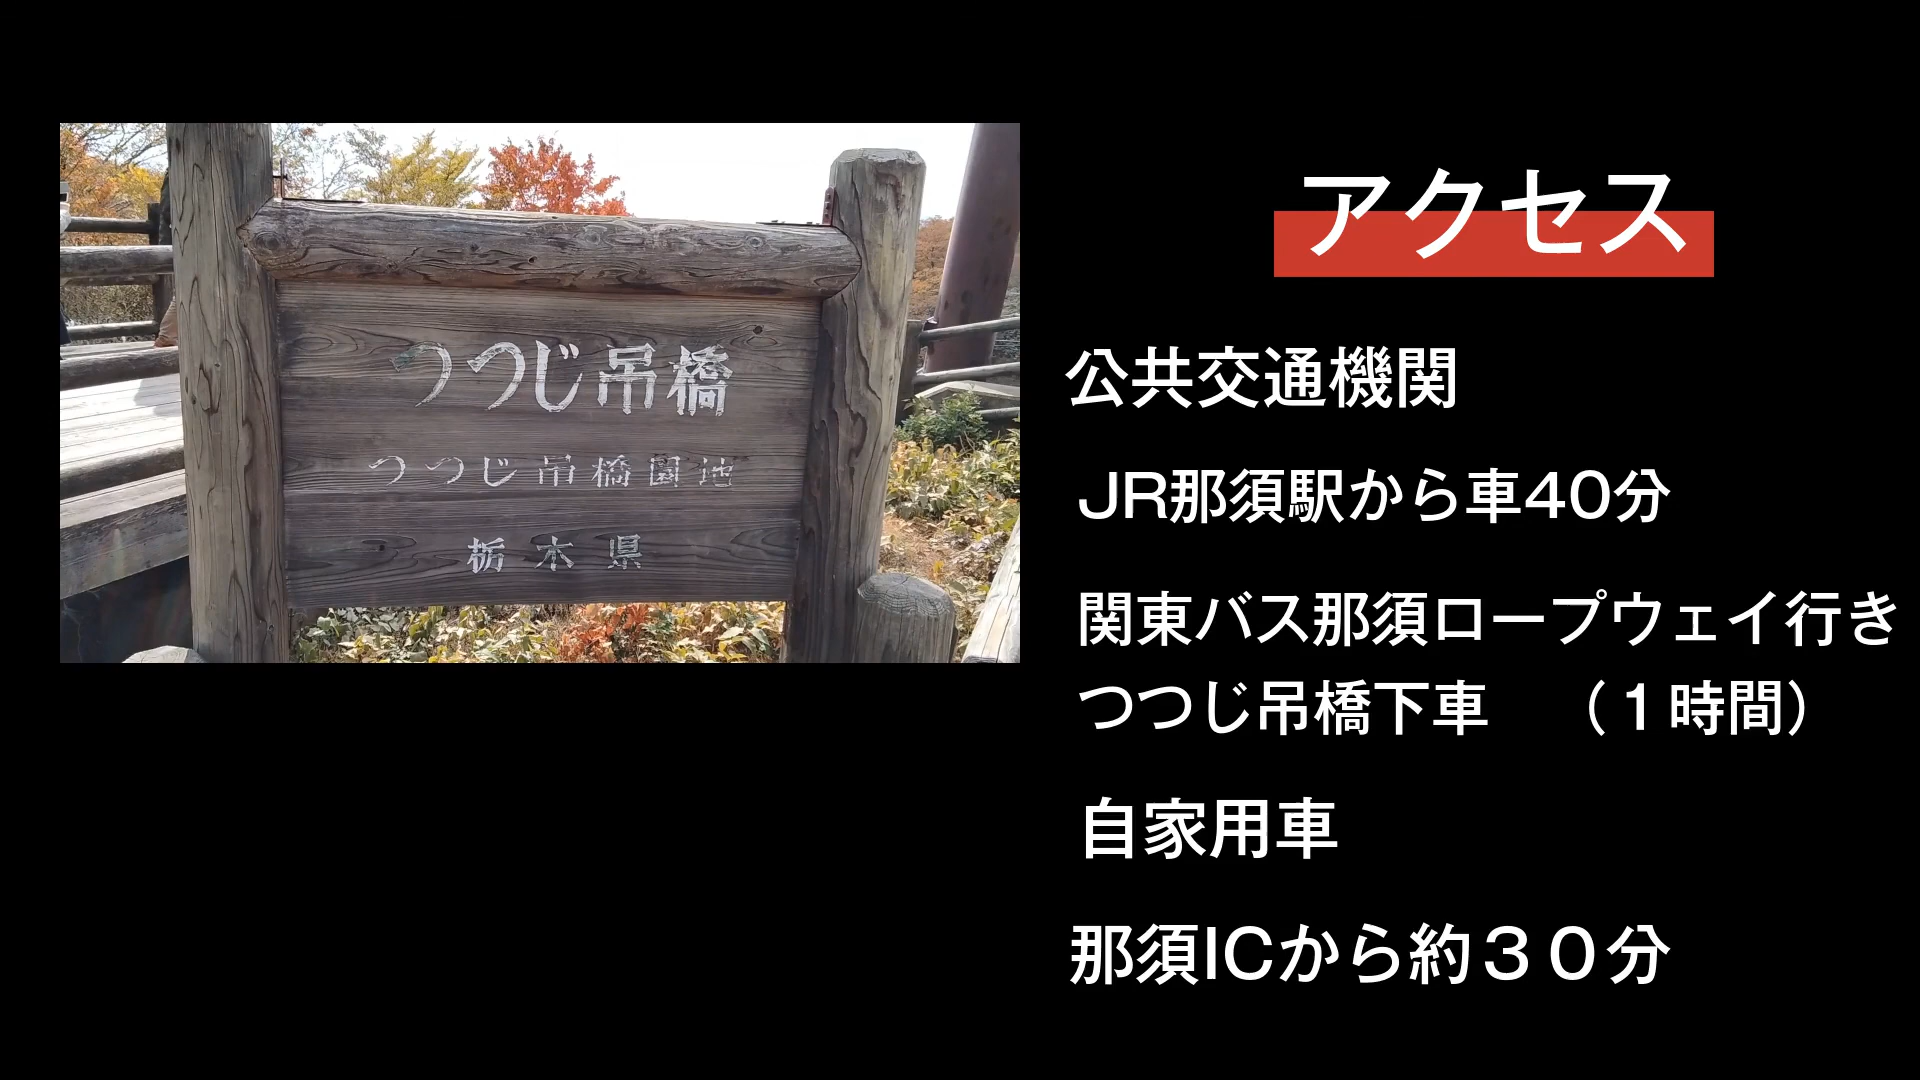 つつじ吊橋
つつじ吊橋園地
栃木県
アクセス
公共交通機関
JR那須駅から車40分
関東バス那須ロープウェイ行き
つつじ吊橋下車　（１時間）
自家用車
那須ICから約３０分